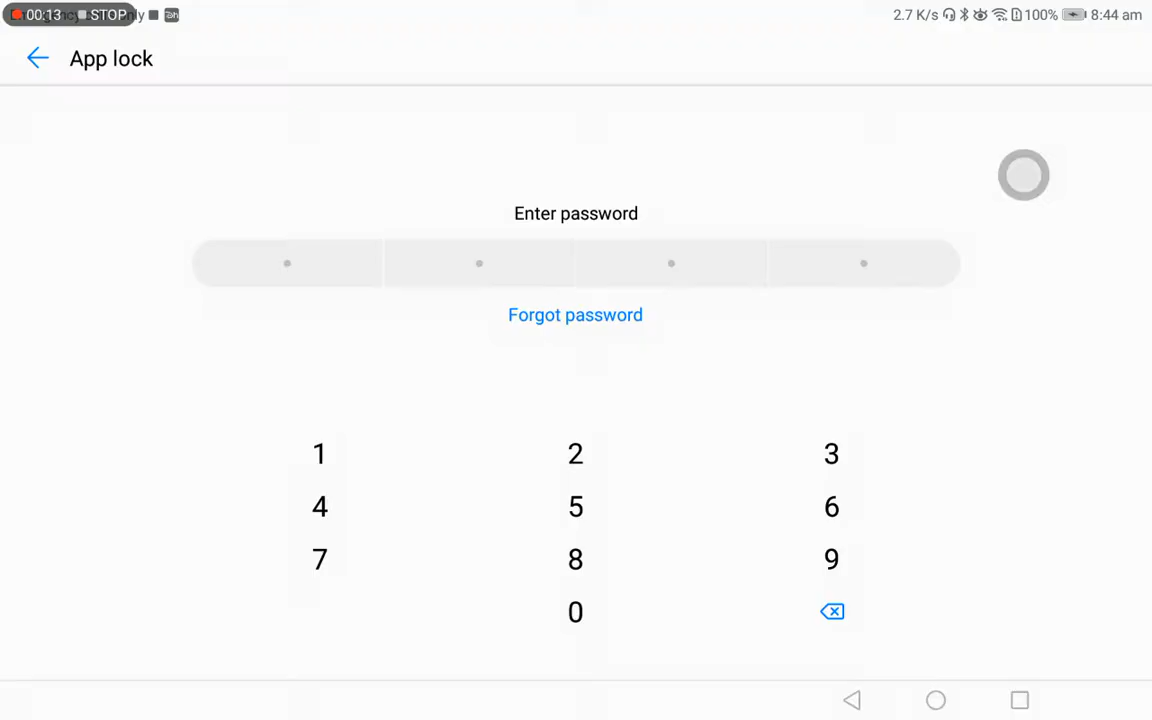 00:13 STOP 2.7 K/s 100% 8:44 am
App lock
Enter password
Forgot password
1 2 3
4 5 6
7 8 9
0